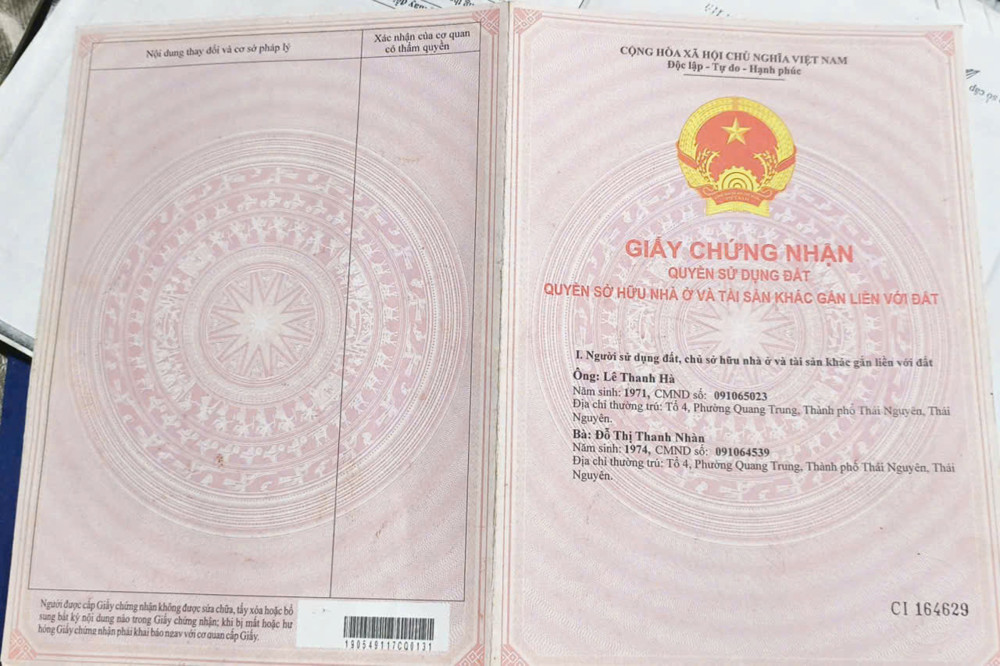 Nội dung thay đổi và cơ sở pháp lý
Xác nhận của cơ quan
có thẩm quyền
Người được cấp Giấy chứng nhận không được sửa chữa, tẩy xóa hoặc bổ
sung bất kỳ nội dung nào trong Giấy chứng nhận; khi bị mất hoặc hư
hỏng Giấy chứng nhận phải khai báo ngay với cơ quan cấp Giấy.
CỘNG HÒA XÃ HỘI CHỦ NGHĨA VIỆT NAM
Độc lập - Tự do - Hạnh phúc
GIẤY CHỨNG NHẬN
QUYỀN SỬ DỤNG ĐẤT
QUYỀN SỞ HỮU NHÀ Ở VÀ TÀI SẢN KHÁC GẮN LIỀN VỚI ĐẤT
I. Người sử dụng đất, chủ sở hữu nhà ở và tài sản khác gắn liền với đất
Ông: Lê Thanh Hà
Năm sinh: 1971, CMND số: 091065023
Địa chỉ thường trú: Tổ 4, Phường Quang Trung, Thành phố Thái Nguyên, Thái
Nguyên.
Bà: Đỗ Thị Thanh Nhàn
Năm sinh: 1974, CMND số: 091064539
Địa chỉ thường trú: Tổ 4, Phường Quang Trung, Thành phố Thái Nguyên, Thái
Nguyên.
CI 164629